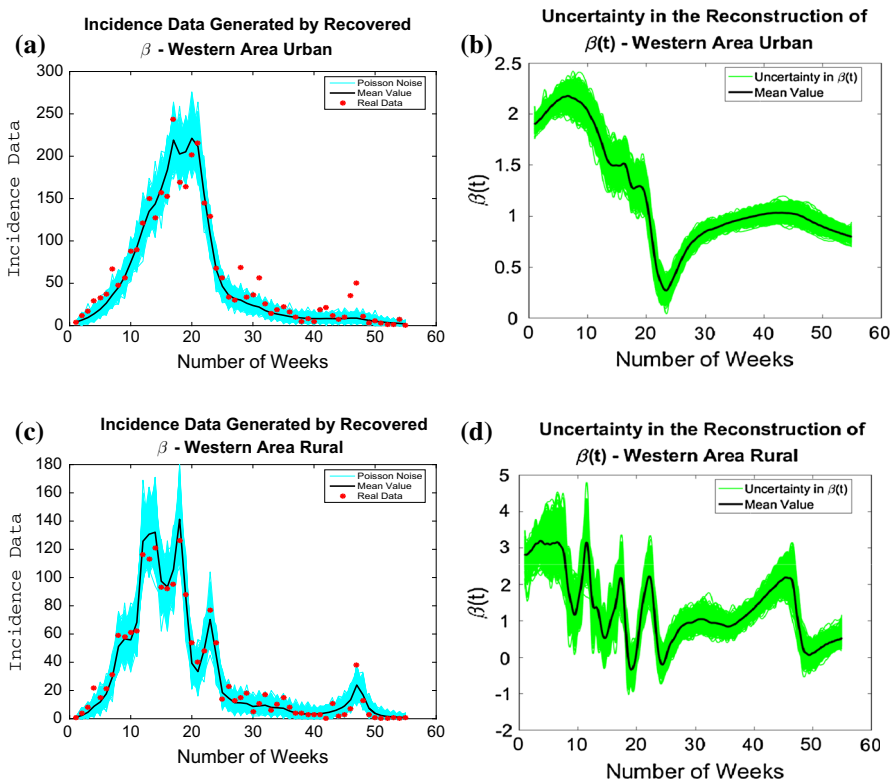 (a)
Incidence Data Generated by Recovered
β - Western Area Urban
300
250
200
150
100
50
0
0 10 20 30 40 50 60
Incidence Data
Number of Weeks
Poisson Noise
Mean Value
Real Data
(b)
Uncertainty in the Reconstruction of
β(t) - Western Area Urban
2.5
2
1.5
1
0.5
0
0 10 20 30 40 50 60
β(t)
Number of Weeks
Uncertainty in β(t)
Mean Value
(c)
Incidence Data Generated by Recovered
β - Western Area Rural
180
160
140
120
100
80
60
40
20
0
0 10 20 30 40 50 60
Incidence Data
Number of Weeks
Poisson Noise
Mean Value
Real Data
(d)
Uncertainty in the Reconstruction of
β(t) - Western Area Rural
5
4
3
2
1
0
-1
-2
0 10 20 30 40 50 60
β(t)
Number of Weeks
Uncertainty in β(t)
Mean Value